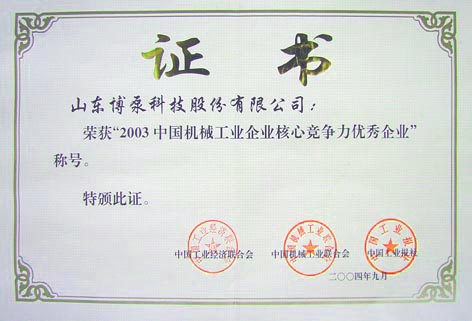 证书
山东博泵科技股份有限公司：
荣获“2003中国机械工业企业核心竞争力优秀企业”
称号。
特颁此证。
中国工业经济联合会 中国机械工业联合会 中国工业报社
二〇〇四年九月